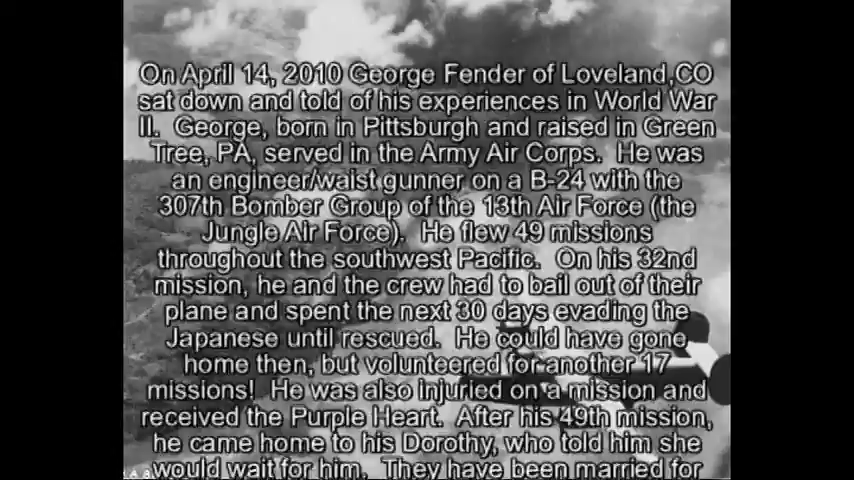 On April 14, 2010 George Fender of Loveland,CO
sat down and told of his experiences in World War
II.  George, born in Pittsburgh and raised in Green
Tree, PA, served in the Army Air Corps.  He was
an engineer/waist gunner on a B-24 with the
307th Bomber Group of the 13th Air Force (the
Jungle Air Force).  He flew 49 missions
throughout the southwest Pacific.  On his 32nd
mission, he and the crew had to bail out of their
plane and spent the next 30 days evading the
Japanese until rescued.  He could have gone
home then, but volunteered for another 17
missions!  He was also injuried on a mission and
received the Purple Heart.  After his 49th mission,
he came home to his Dorothy, who told him she
would wait for him.  They have been married for